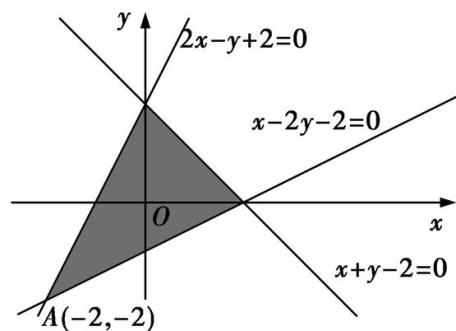 y
2x-y+2=0
x-2y-2=0
O
x
x+y-2=0
A(-2,-2)